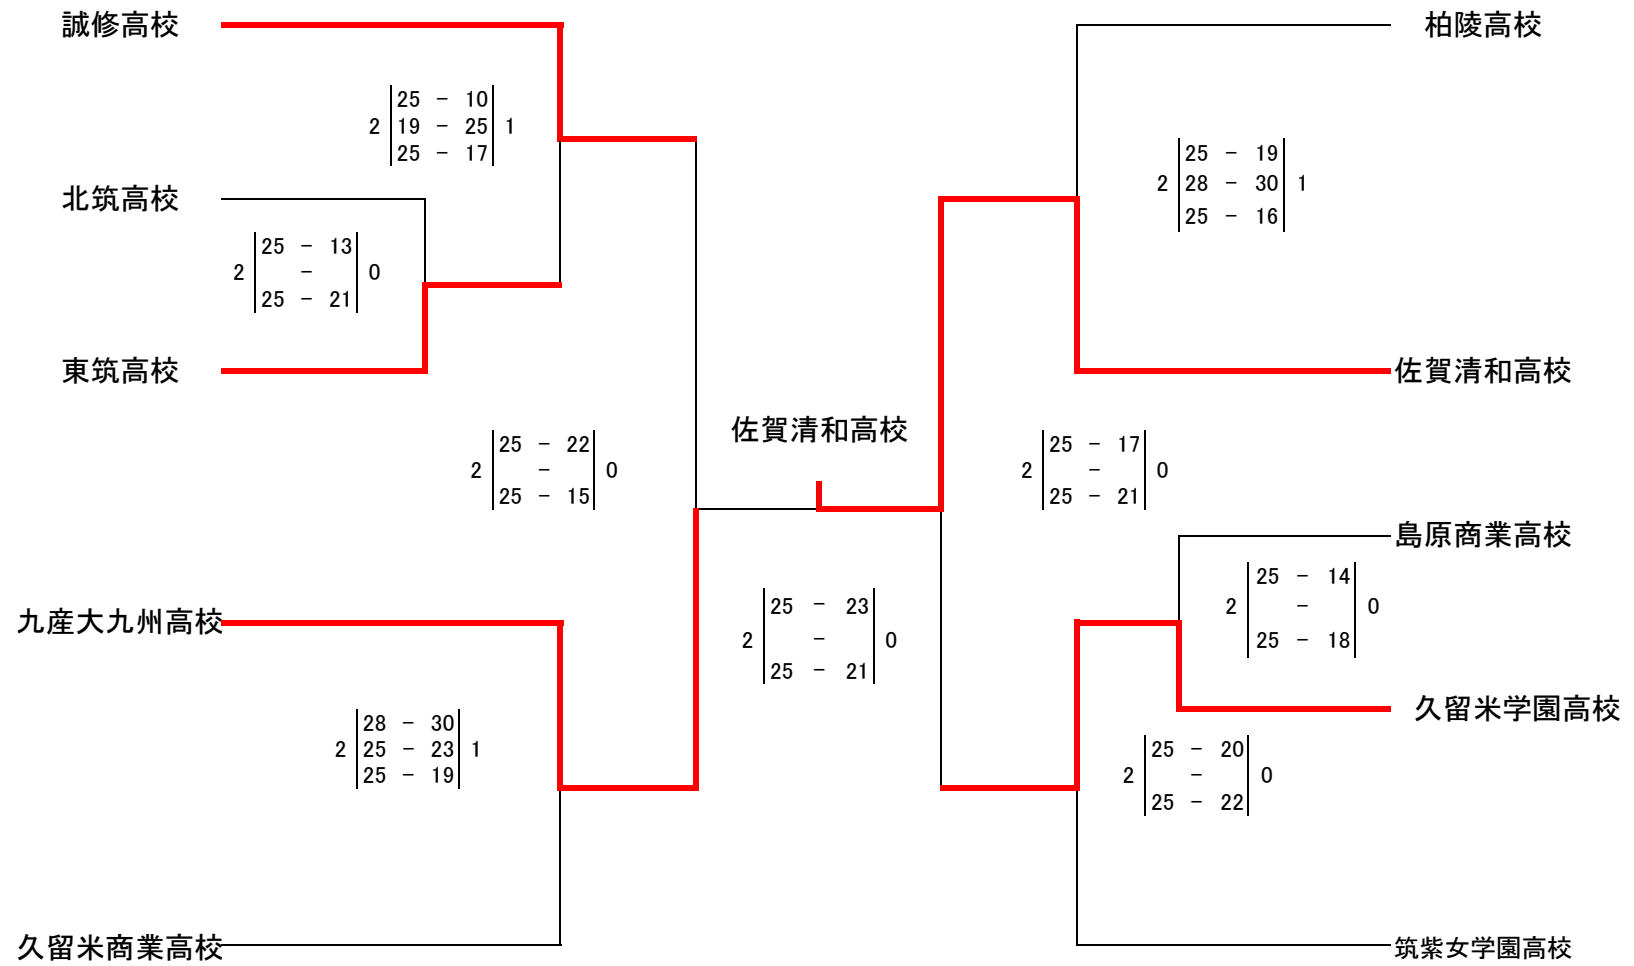 誠修高校
柏陵高校
25 － 10
2 19 － 25 1
25 － 17
25 － 19
2 28 － 30 1
25 － 16
北筑高校
25 － 13
2 － 0
25 － 21
東筑高校
佐賀清和高校
佐賀清和高校
25 － 22
2 － 0
25 － 15
25 － 17
2 － 0
25 － 21
島原商業高校
25 － 14
2 － 0
25 － 18
九産大九州高校
25 － 23
2 － 0
25 － 21
久留米学園高校
28 － 30
2 25 － 23 1
25 － 19
25 － 20
2 － 0
25 － 22
久留米商業高校
筑紫女学園高校